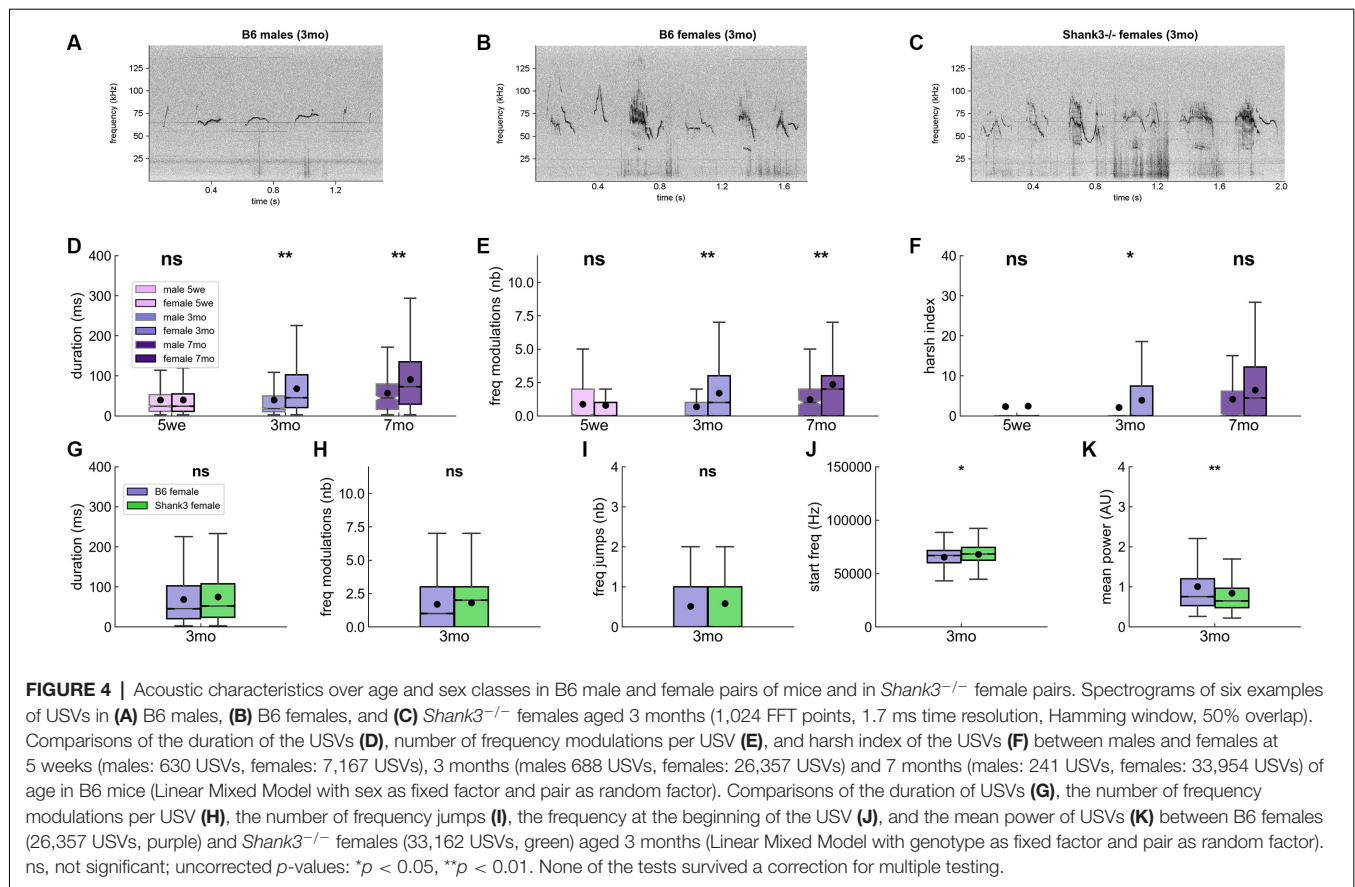 A
B6 males (3mo)
B
B6 females (3mo)
C
Shank3-/- females (3mo)
frequency (kHz)
125
100
75
50
25
0.4
0.8
1.2
time (s)
frequency (kHz)
125
100
75
50
25
0.4
0.8
1.2
1.6
time (s)
frequency (kHz)
125
100
75
50
25
0.4
0.8
1.2
1.6
2.0
time (s)
D
duration (ms)
400
300
200
100
0
ns
**
**
male 5we
female 5we
male 3mo
female 3mo
male 7mo
female 7mo
5we
3mo
7mo
E
freq modulations (nb)
10.0
7.5
5.0
2.5
0.0
ns
**
**
5we
3mo
7mo
F
harsh index
40
30
20
10
0
ns
*
ns
5we
3mo
7mo
G
duration (ms)
400
300
200
100
0
ns
B6 female
Shank3 female
3mo
H
freq modulations (nb)
10.0
7.5
5.0
2.5
0.0
ns
3mo
I
freq jumps (nb)
4
3
2
1
0
ns
3mo
J
start freq (Hz)
150000
100000
50000
0
*
3mo
K
mean power (AU)
4
3
2
1
0
**
3mo
FIGURE 4 | Acoustic characteristics over age and sex classes in B6 male and female pairs of mice and in Shank3−/− female pairs. Spectrograms of six examples
of USVs in (A) B6 males, (B) B6 females, and (C) Shank3−/− females aged 3 months (1,024 FFT points, 1.7 ms time resolution, Hamming window, 50% overlap).
Comparisons of the duration of the USVs (D), number of frequency modulations per USV (E), and harsh index of the USVs (F) between males and females at
5 weeks (males: 630 USVs, females: 7,167 USVs), 3 months (males 688 USVs, females: 26,357 USVs) and 7 months (males: 241 USVs, females: 33,954 USVs) of
age in B6 mice (Linear Mixed Model with sex as fixed factor and pair as random factor). Comparisons of the duration of USVs (G), the number of frequency
modulations per USV (H), the number of frequency jumps (I), the frequency at the beginning of the USV (J), and the mean power of USVs (K) between B6 females
(26,357 USVs, purple) and Shank3−/− females (33,162 USVs, green) aged 3 months (Linear Mixed Model with genotype as fixed factor and pair as random factor).
ns, not significant; uncorrected p-values: *p < 0.05, **p < 0.01. None of the tests survived a correction for multiple testing.